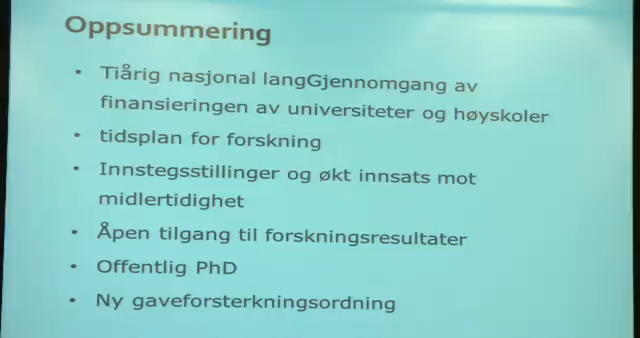 Oppsummering
• Tiårig nasjonal langGjennomgang av
finansieringen av universiteter og høyskoler
• tidsplan for forskning
• Innstegsstillinger og økt innsats mot
midlertidighet
• Åpen tilgang til forskningsresultater
• Offentlig PhD
• Ny gaveforsterkningsordning